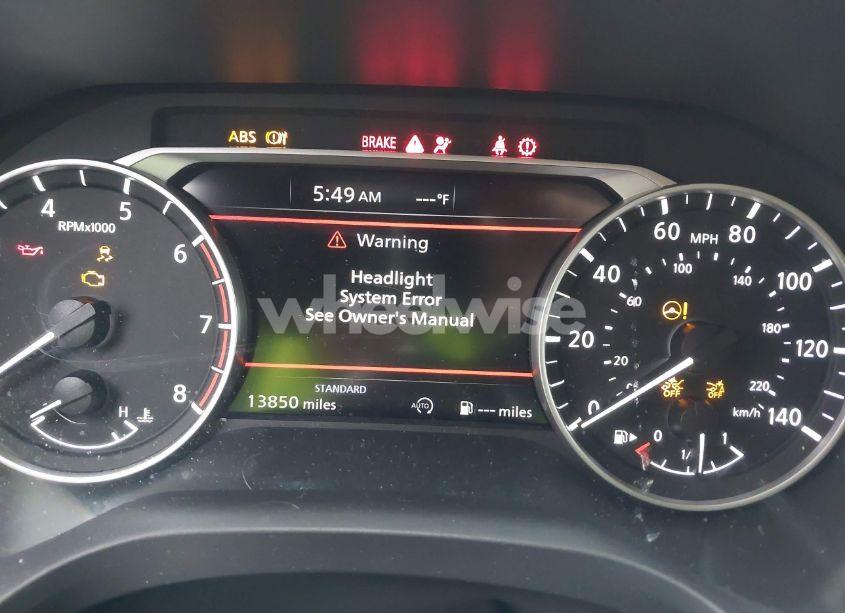 ABS BRAKE
5:49 AM ---°F
4 5 6 7 8
RPMx1000
Warning
Headlight
System Error
See Owner's Manual
wheelwise
STANDARD
13850 miles
AUTO
--- miles
H
0 20 40 60 80 100 120 140
MPH
20 60 100 140 180 220
km/h
OFF OFF
0 1/ 1